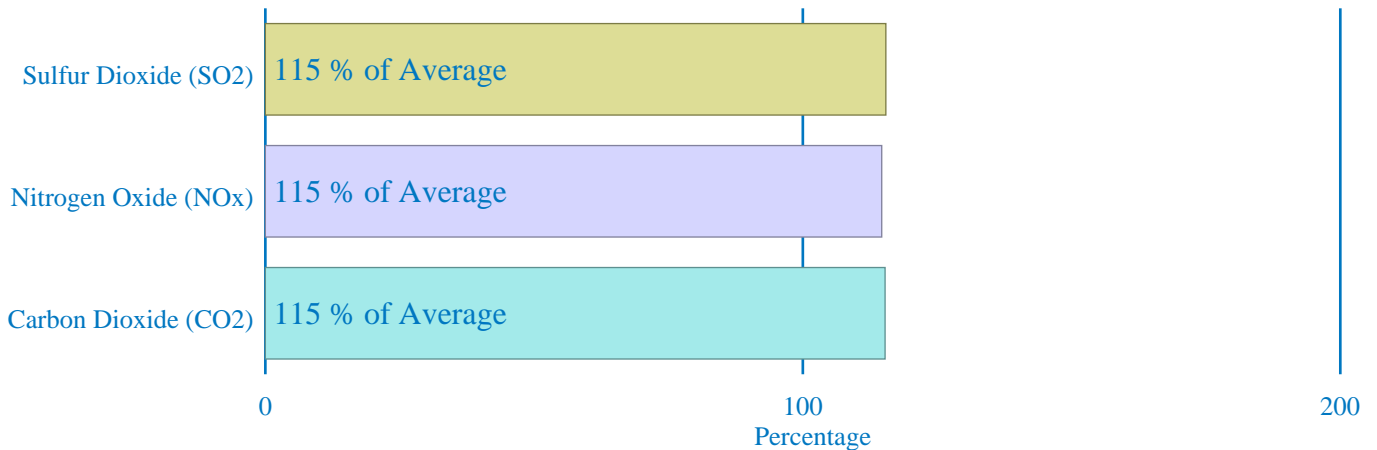 Sulfur Dioxide (SO2)
115 % of Average
Nitrogen Oxide (NOx)
115 % of Average
Carbon Dioxide (CO2)
115 % of Average
0 100 200
Percentage